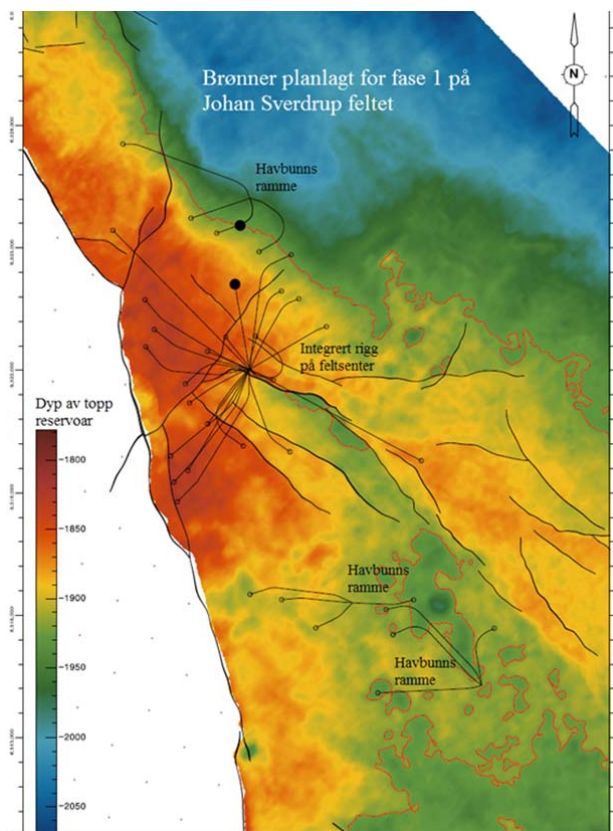 Brønner planlagt for fase 1 på
Johan Sverdrup feltet
N
Havbunns
ramme
Integrert rigg
på feltsenter
Dyp av topp
reservoar
-1800
-1850
-1900
-1950
-2000
-2050
Havbunns
ramme
Havbunns
ramme